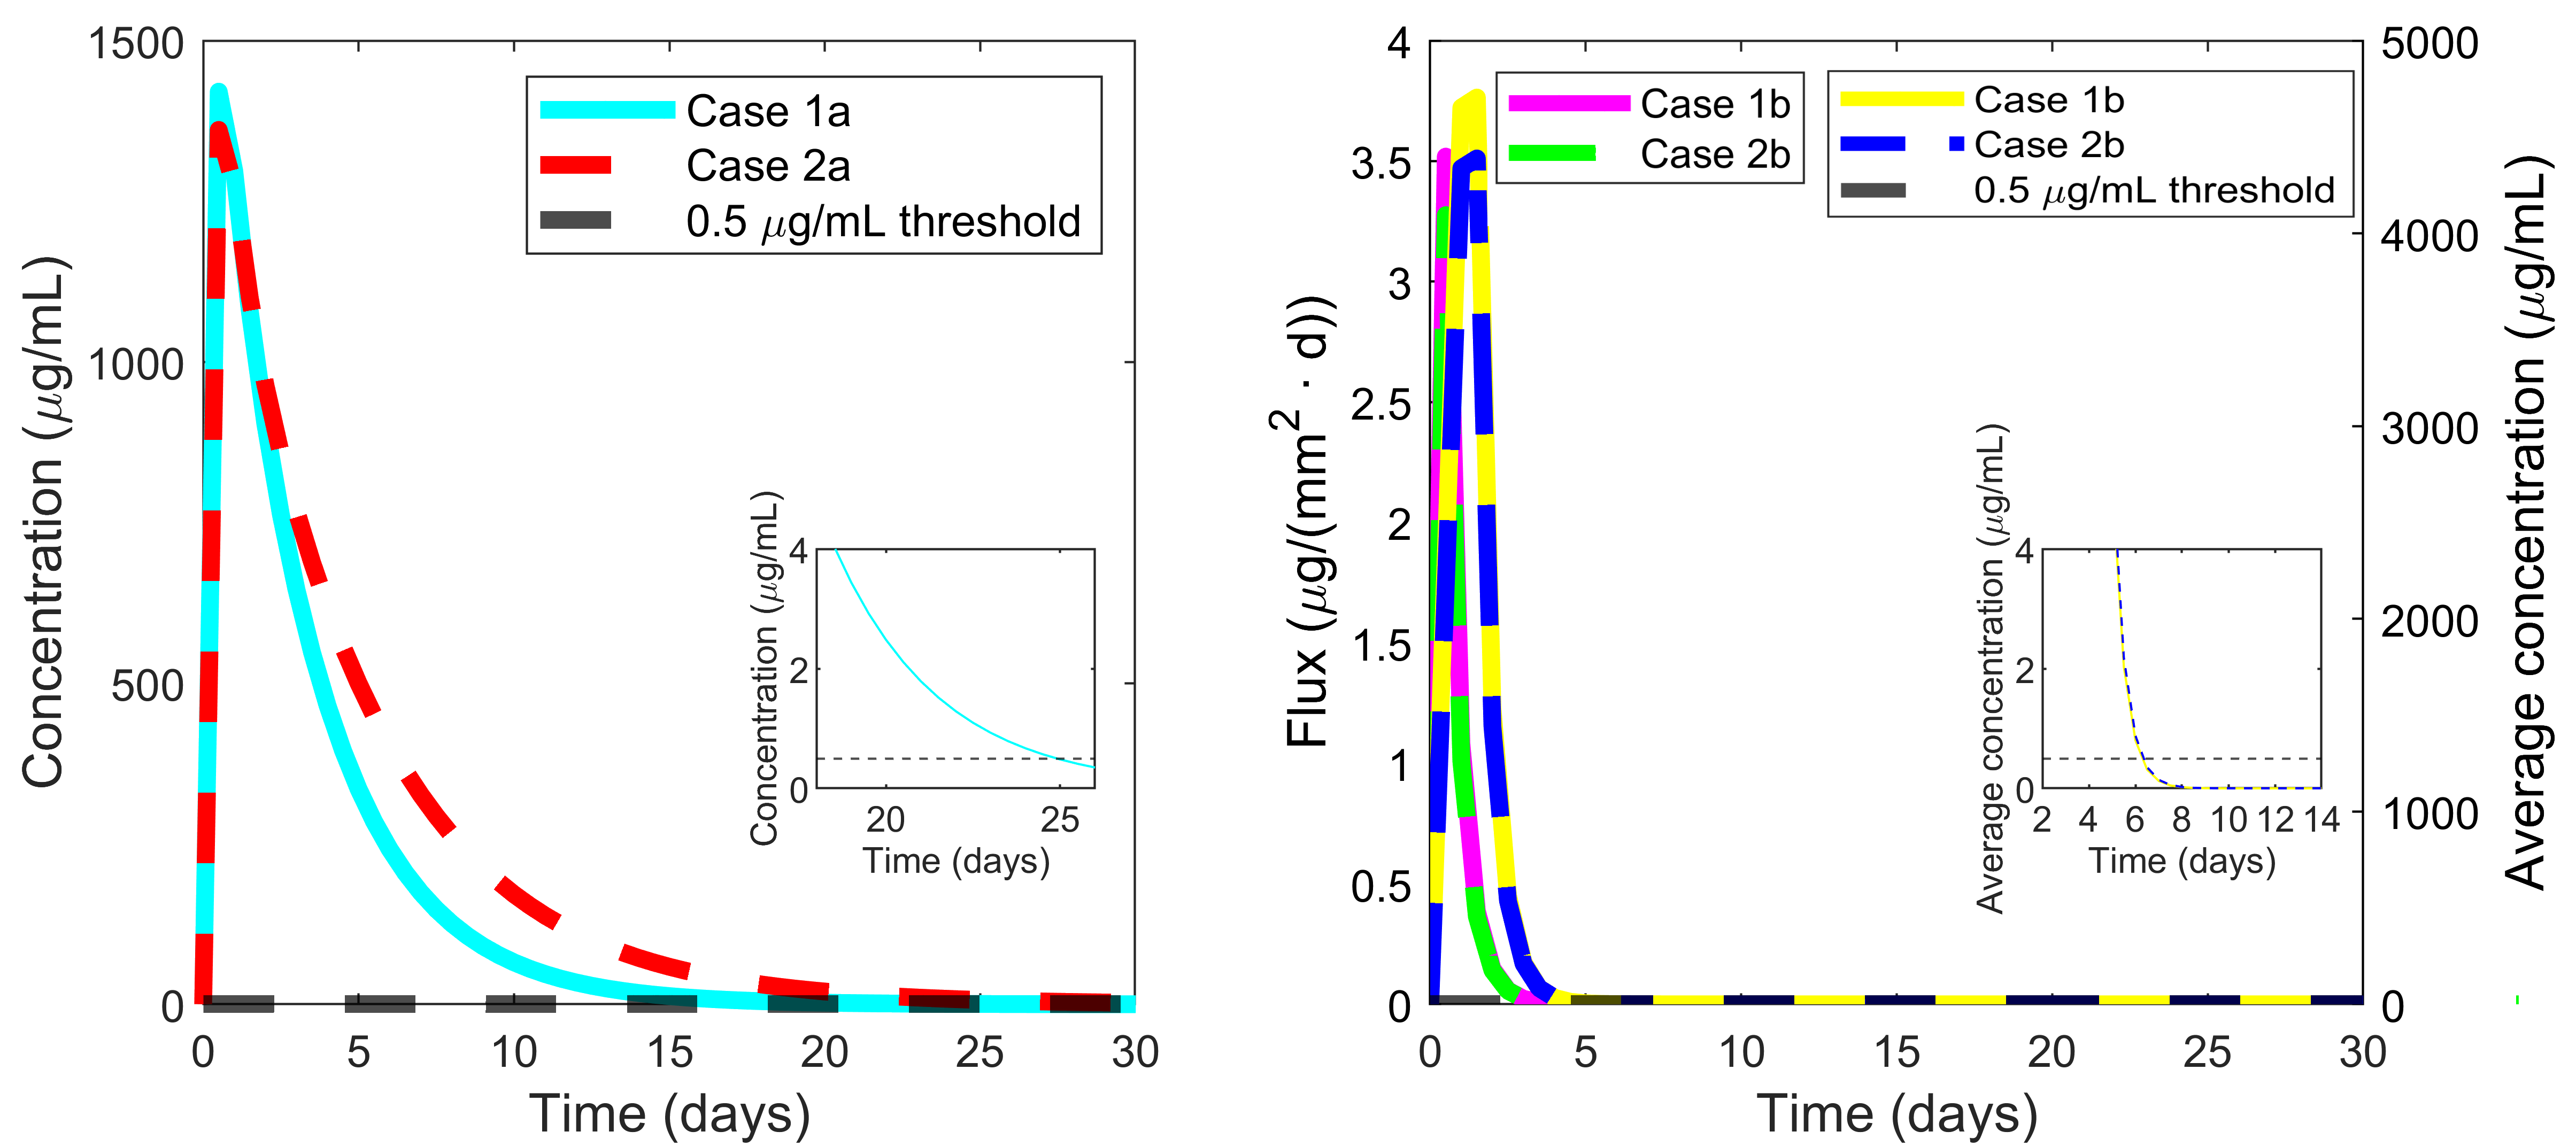 Concentration (μg/mL)
1500
1000
500
0
Case 1a
Case 2a
0.5 μg/mL threshold
Concentration (μg/mL)
4
2
0
20 25
Time (days)
0 5 10 15 20 25 30
Time (days)
Flux (μg/(mm² · d))
4
3.5
3
2.5
2
1.5
1
0.5
0
Case 1b
Case 2b
Case 1b
Case 2b
0.5 μg/mL threshold
Average concentration (μg/mL)
4
2
0
2 4 6 8 10 12 14
Time (days)
5000
4000
3000
2000
1000
0
Average concentration (μg/mL)
0 5 10 15 20 25 30
Time (days)